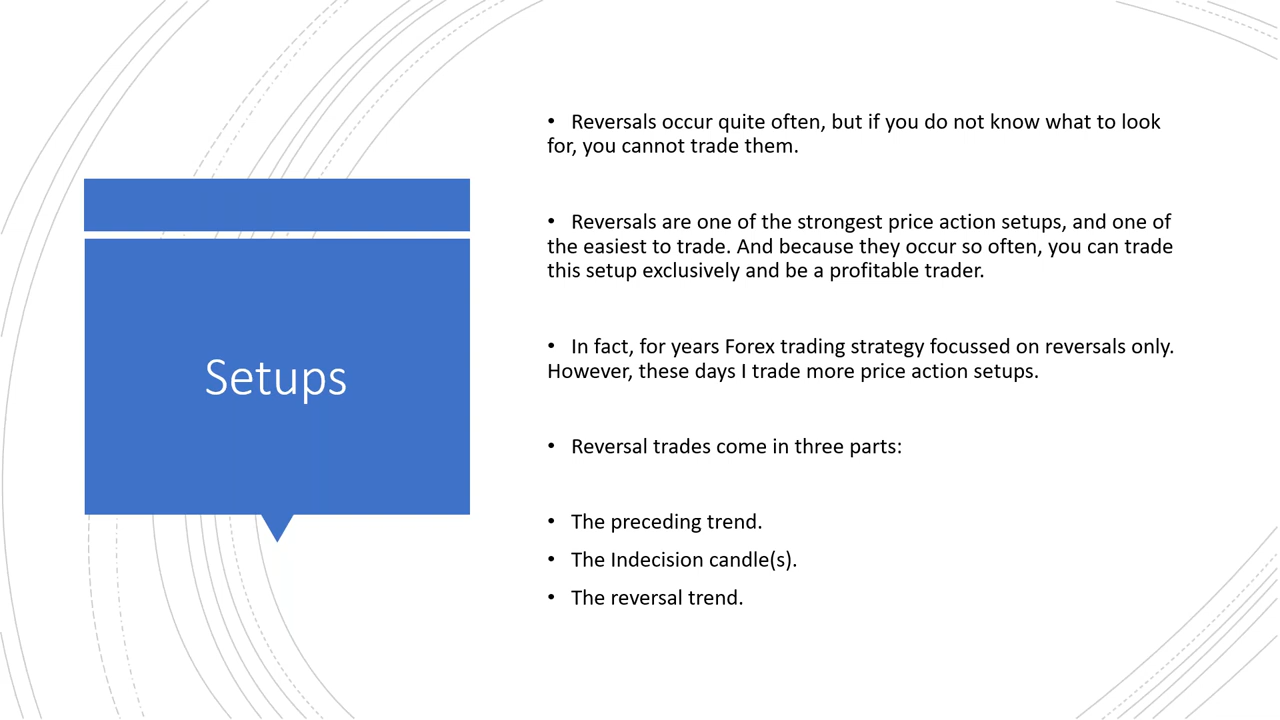 Setups
• Reversals occur quite often, but if you do not know what to look
for, you cannot trade them.
• Reversals are one of the strongest price action setups, and one of
the easiest to trade. And because they occur so often, you can trade
this setup exclusively and be a profitable trader.
• In fact, for years Forex trading strategy focussed on reversals only.
However, these days I trade more price action setups.
• Reversal trades come in three parts:
• The preceding trend.
• The Indecision candle(s).
• The reversal trend.